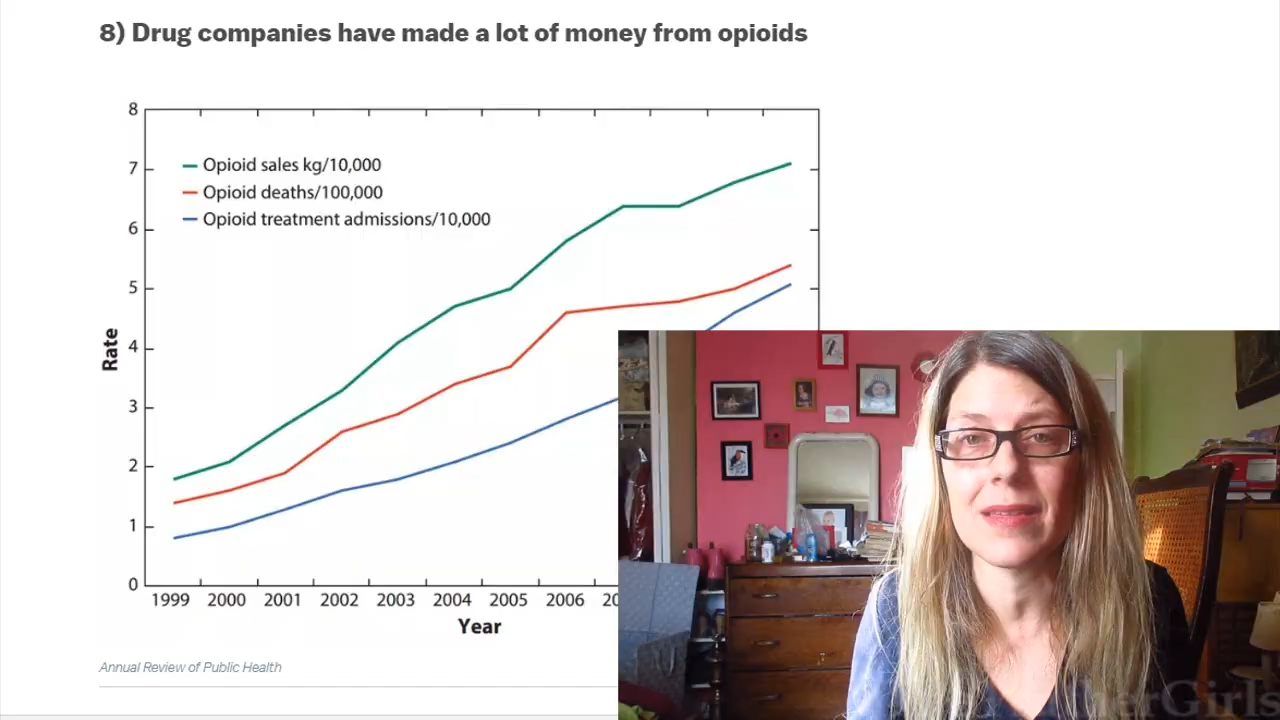 8) Drug companies have made a lot of money from opioids
8
7
6
5
4
3
2
1
0
Rate
Opioid sales kg/10,000
Opioid deaths/100,000
Opioid treatment admissions/10,000
1999 2000 2001 2002 2003 2004 2005 2006 20
Year
Annual Review of Public Health